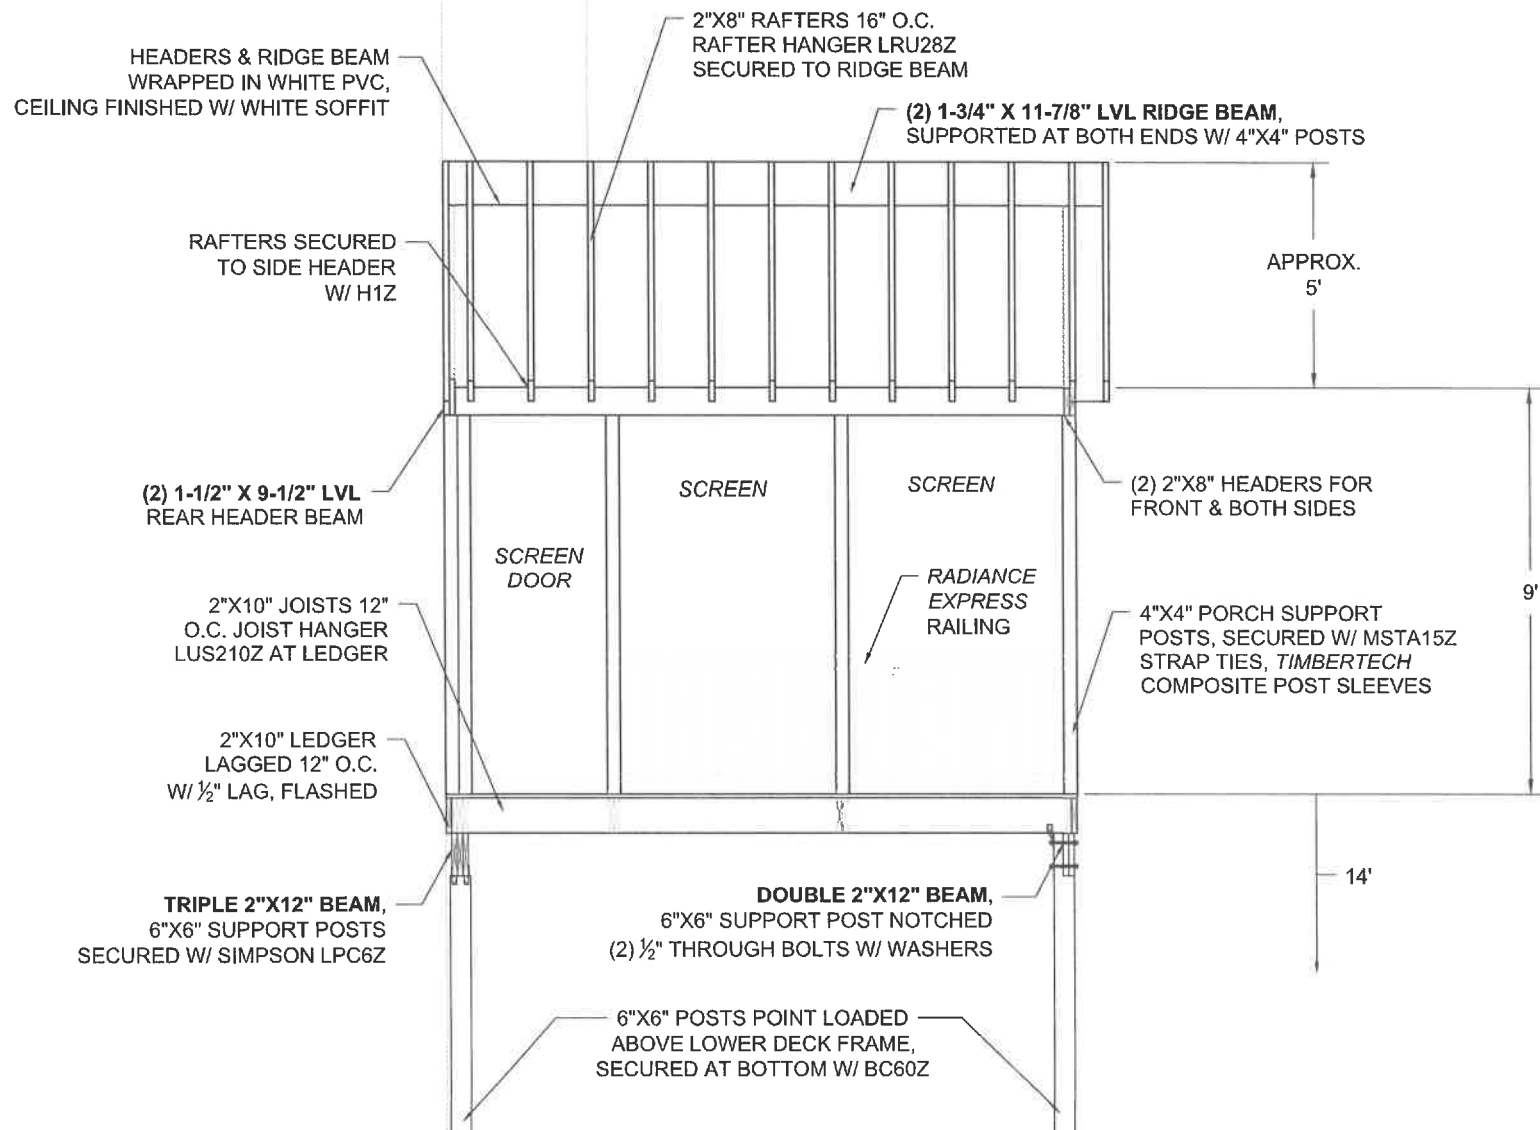 2"X8" RAFTERS 16" O.C.
RAFTER HANGER LRU28Z
SECURED TO RIDGE BEAM
HEADERS & RIDGE BEAM
WRAPPED IN WHITE PVC,
CEILING FINISHED W/ WHITE SOFFIT
(2) 1-3/4" X 11-7/8" LVL RIDGE BEAM,
SUPPORTED AT BOTH ENDS W/ 4"X4" POSTS
RAFTERS SECURED
TO SIDE HEADER
W/ H1Z
APPROX.
5'
(2) 1-1/2" X 9-1/2" LVL
REAR HEADER BEAM
SCREEN
SCREEN
(2) 2"X8" HEADERS FOR
FRONT & BOTH SIDES
SCREEN
DOOR
RADIANCE
EXPRESS
RAILING
9'
2"X10" JOISTS 12"
O.C. JOIST HANGER
LUS210Z AT LEDGER
4"X4" PORCH SUPPORT
POSTS, SECURED W/ MSTA15Z
STRAP TIES, TIMBERTECH
COMPOSITE POST SLEEVES
2"X10" LEDGER
LAGGED 12" O.C.
W/ ½" LAG, FLASHED
14'
TRIPLE 2"X12" BEAM,
6"X6" SUPPORT POSTS
SECURED W/ SIMPSON LPC6Z
DOUBLE 2"X12" BEAM,
6"X6" SUPPORT POST NOTCHED
(2) ½" THROUGH BOLTS W/ WASHERS
6"X6" POSTS POINT LOADED
ABOVE LOWER DECK FRAME,
SECURED AT BOTTOM W/ BC60Z